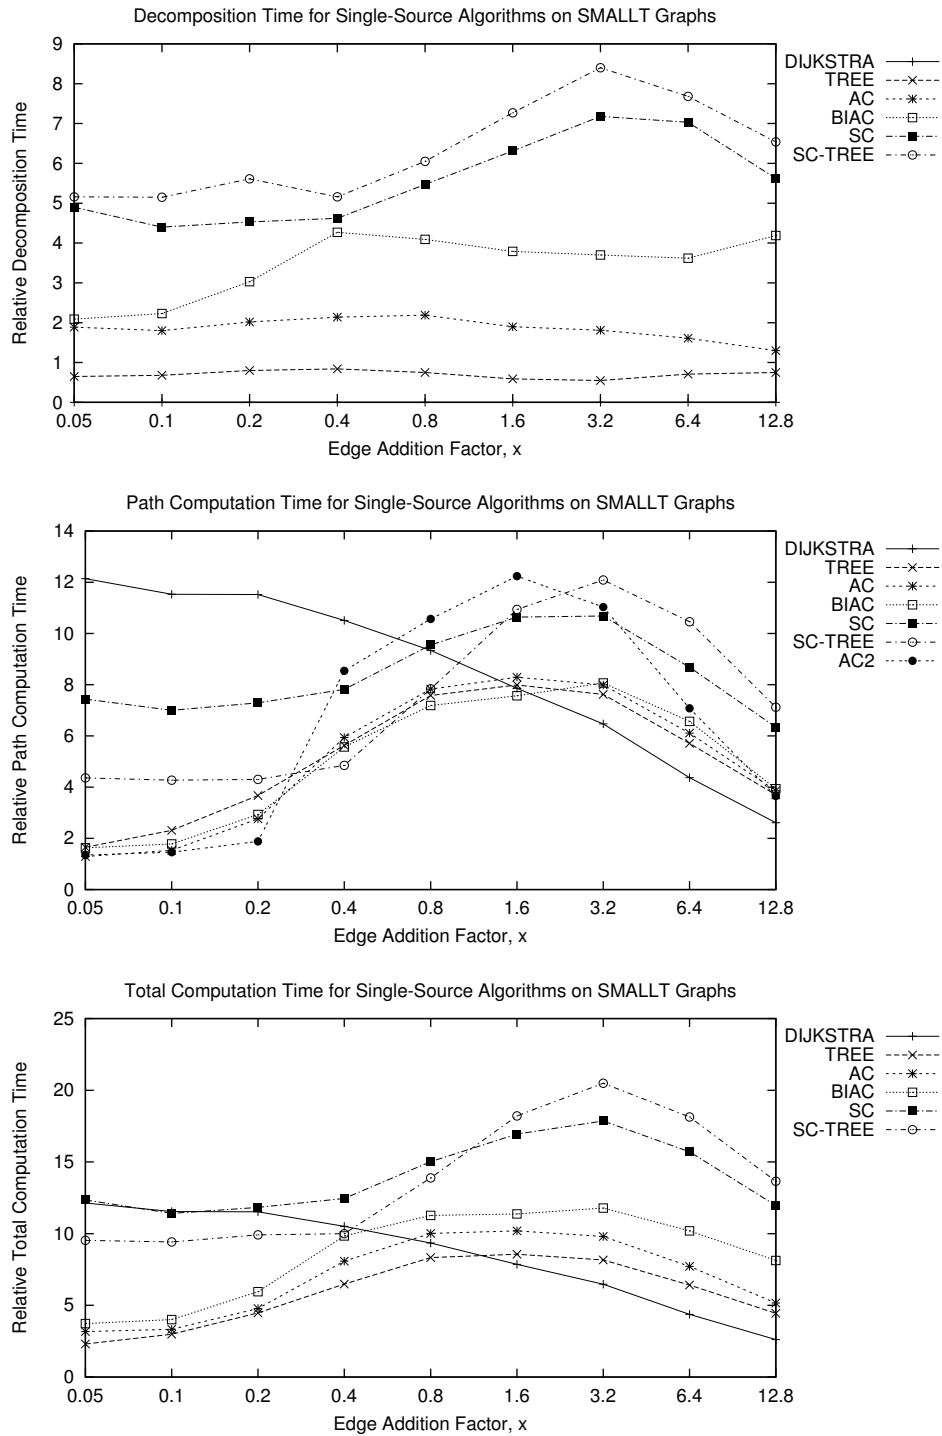 Decomposition Time for Single-Source Algorithms on SMALLT Graphs
Relative Decomposition Time
9
8
7
6
5
4
3
2
1
0
0.05 0.1 0.2 0.4 0.8 1.6 3.2 6.4 12.8
Edge Addition Factor, x
DIJKSTRA
TREE
AC
BIAC
SC
SC-TREE
Path Computation Time for Single-Source Algorithms on SMALLT Graphs
Relative Path Computation Time
14
12
10
8
6
4
2
0
0.05 0.1 0.2 0.4 0.8 1.6 3.2 6.4 12.8
Edge Addition Factor, x
DIJKSTRA
TREE
AC
BIAC
SC
SC-TREE
AC2
Total Computation Time for Single-Source Algorithms on SMALLT Graphs
Relative Total Computation Time
25
20
15
10
5
0
0.05 0.1 0.2 0.4 0.8 1.6 3.2 6.4 12.8
Edge Addition Factor, x
DIJKSTRA
TREE
AC
BIAC
SC
SC-TREE